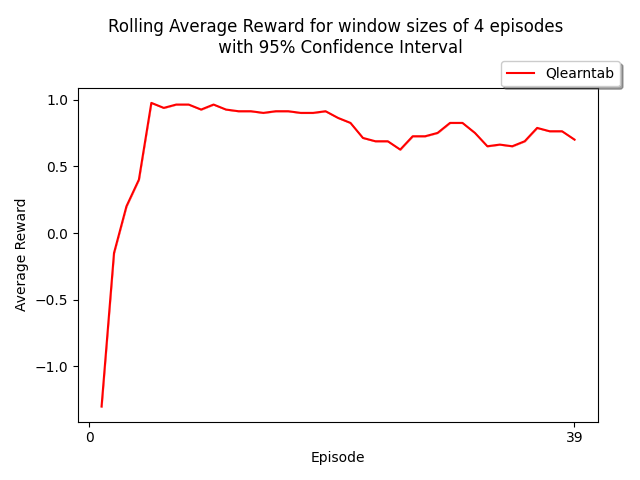 Rolling Average Reward for window sizes of 4 episodes
with 95% Confidence Interval
Qlearntab
1.0
0.5
0.0
−0.5
−1.0
Average Reward
0
39
Episode